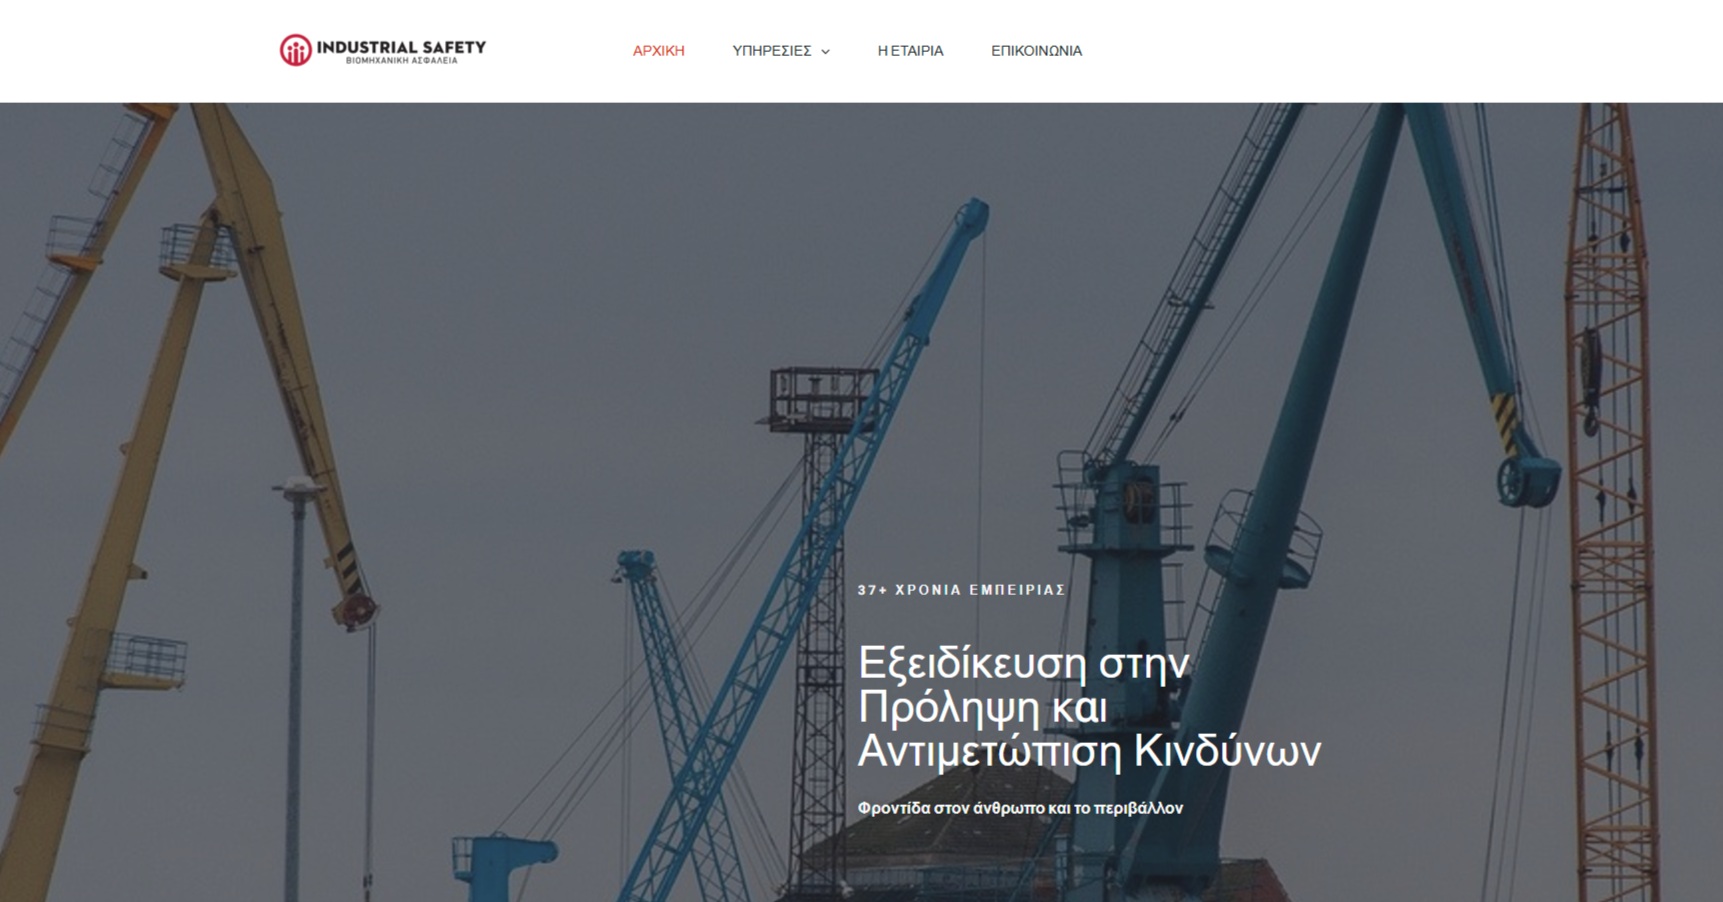 INDUSTRIAL SAFETY
ΒΙΟΜΗΧΑΝΙΚΗ ΑΣΦΑΛΕΙΑ
ΑΡΧΙΚΗ
ΥΠΗΡΕΣΙΕΣ
Η ΕΤΑΙΡΙΑ
ΕΠΙΚΟΙΝΩΝΙΑ
37+ ΧΡΟΝΙΑ ΕΜΠΕΙΡΙΑΣ
Εξειδίκευση στην
Πρόληψη και
Αντιμετώπιση Κινδύνων
Φροντίδα στον άνθρωπο και το περιβάλλον